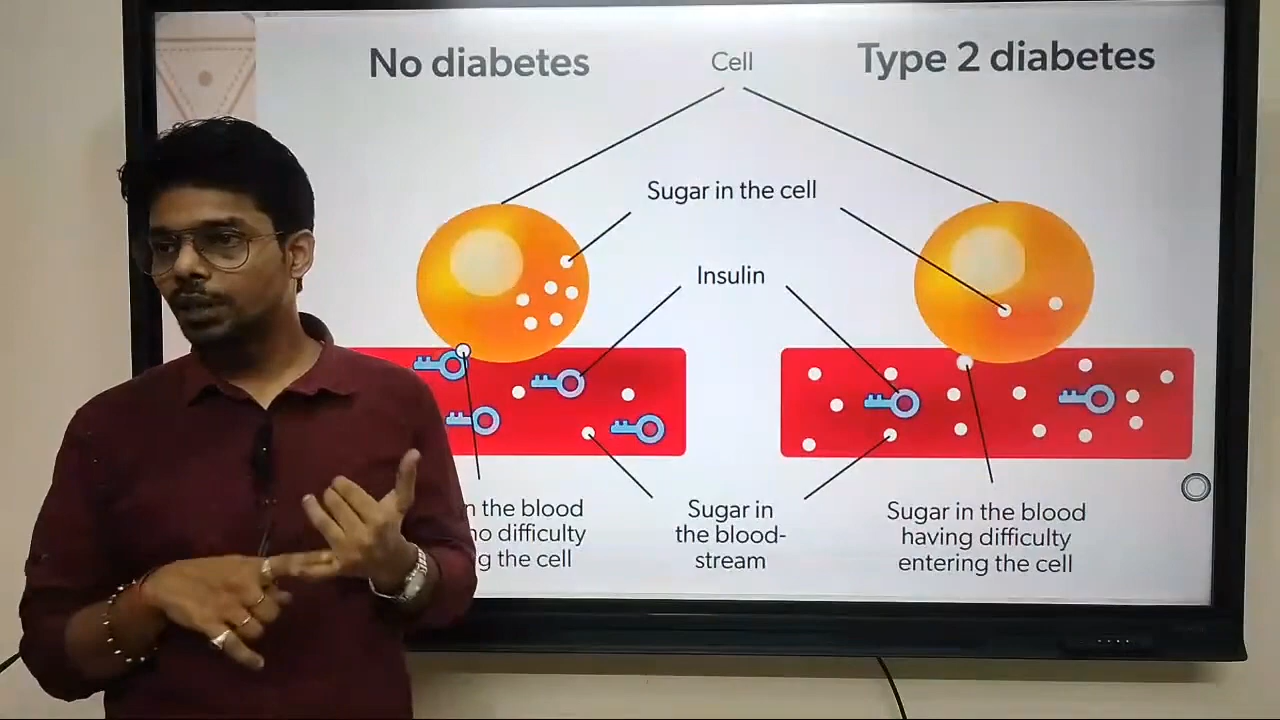 No diabetes
Cell
Type 2 diabetes
Sugar in the cell
Insulin
in the blood
no difficulty
the cell
Sugar in
the blood-
stream
Sugar in the blood
having difficulty
entering the cell